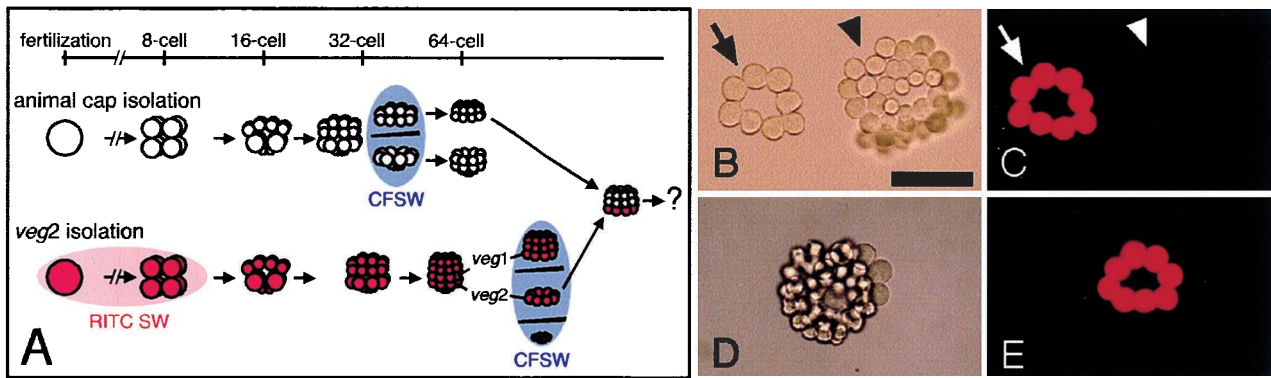 fertilization 8-cell 16-cell 32-cell 64-cell
animal cap isolation
CFSW
?
veg2 isolation
veg1
veg2
RITC SW
CFSW
A
B
C
D
E